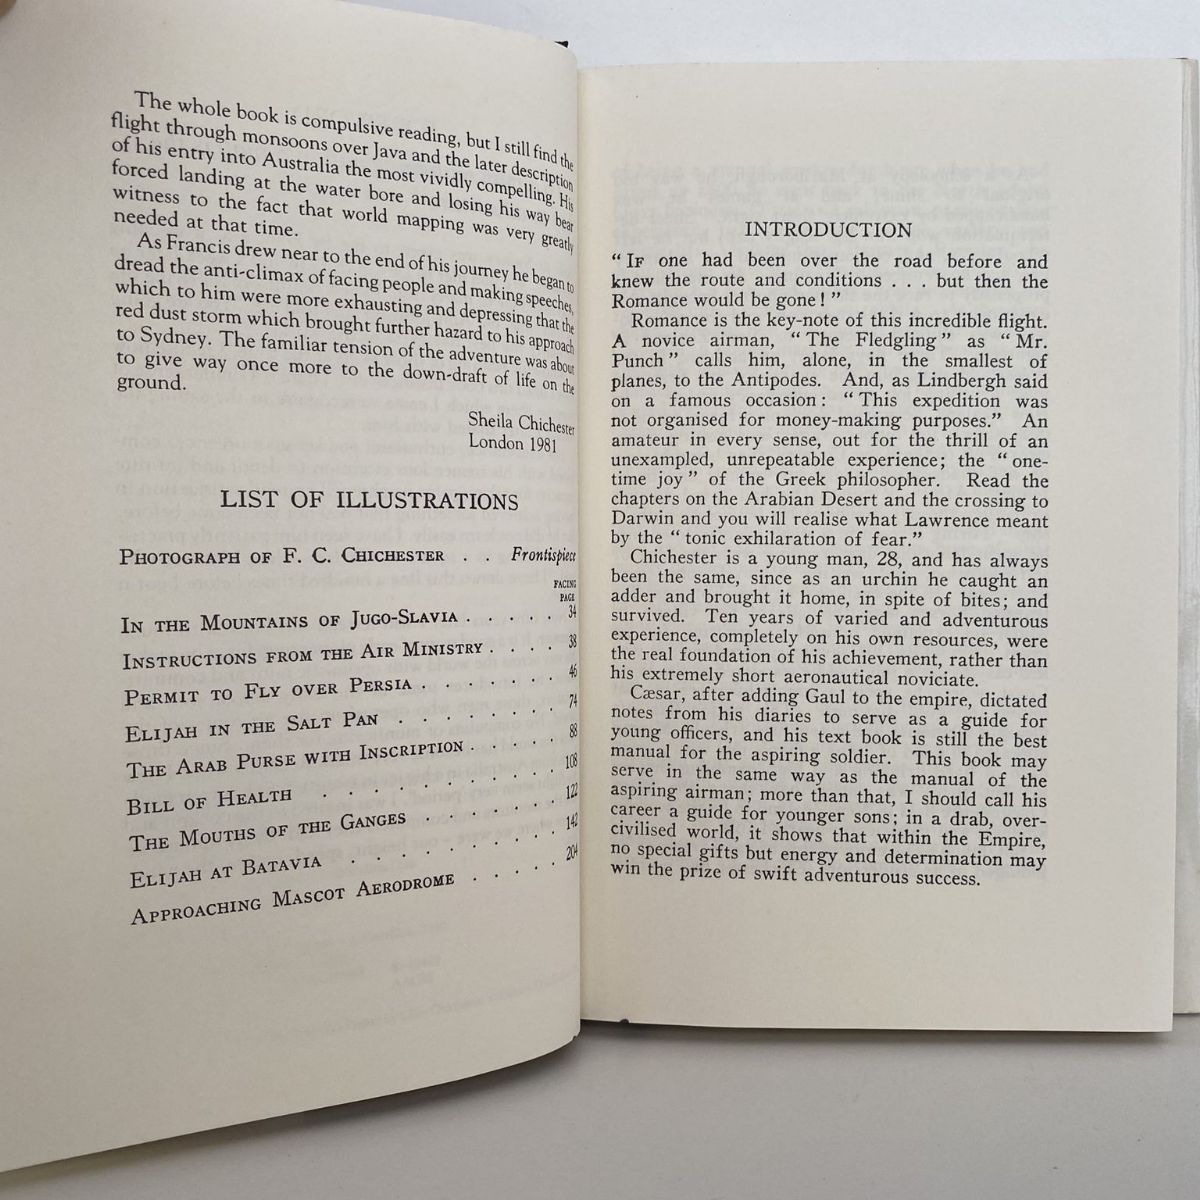 The whole book is compulsive reading, but I still find the
flight through monsoons over Java and the later description
of his entry into Australia the most vividly compelling. His
forced landing at the water bore and losing his way bear
witness to the fact that world mapping was very greatly
needed at that time.
As Francis drew near to the end of his journey he began to
dread the anti-climax of facing people and making speeches,
which to him were more exhausting and depressing that the
red dust storm which brought further hazard to his approach
to Sydney. The familiar tension of the adventure was about
to give way once more to the down-draft of life on the
ground.
Sheila Chichester
London 1981
LIST OF ILLUSTRATIONS
PHOTOGRAPH OF F. C. CHICHESTER . . Frontispiece
FACING
PAGE
IN THE MOUNTAINS OF JUGO-SLAVIA . . . . . 34
INSTRUCTIONS FROM THE AIR MINISTRY . . . . 38
PERMIT TO FLY OVER PERSIA . . . . . . . 46
ELIJAH IN THE SALT PAN . . . . . . . . 74
THE ARAB PURSE WITH INSCRIPTION . . . . . 88
BILL OF HEALTH . . . . . . . . . . . 108
THE MOUTHS OF THE GANGES . . . . . . . 122
ELIJAH AT BATAVIA . . . . . . . . . 142
APPROACHING MASCOT AERODROME . . . . . 204
INTRODUCTION
“ IF one had been over the road before and
knew the route and conditions . . . but then the
Romance would be gone ! ”
Romance is the key-note of this incredible flight.
A novice airman, “ The Fledgling ” as “ Mr.
Punch ” calls him, alone, in the smallest of
planes, to the Antipodes. And, as Lindbergh said
on a famous occasion : “ This expedition was
not organised for money-making purposes.” An
amateur in every sense, out for the thrill of an
unexampled, unrepeatable experience; the “ one-
time joy ” of the Greek philosopher. Read the
chapters on the Arabian Desert and the crossing to
Darwin and you will realise what Lawrence meant
by the “ tonic exhilaration of fear.”
Chichester is a young man, 28, and has always
been the same, since as an urchin he caught an
adder and brought it home, in spite of bites; and
survived. Ten years of varied and adventurous
experience, completely on his own resources, were
the real foundation of his achievement, rather than
his extremely short aeronautical noviciate.
Cæsar, after adding Gaul to the empire, dictated
notes from his diaries to serve as a guide for
young officers, and his text book is still the best
manual for the aspiring soldier. This book may
serve in the same way as the manual of the
aspiring airman; more than that, I should call his
career a guide for younger sons; in a drab, over-
civilised world, it shows that within the Empire,
no special gifts but energy and determination may
win the prize of swift adventurous success.